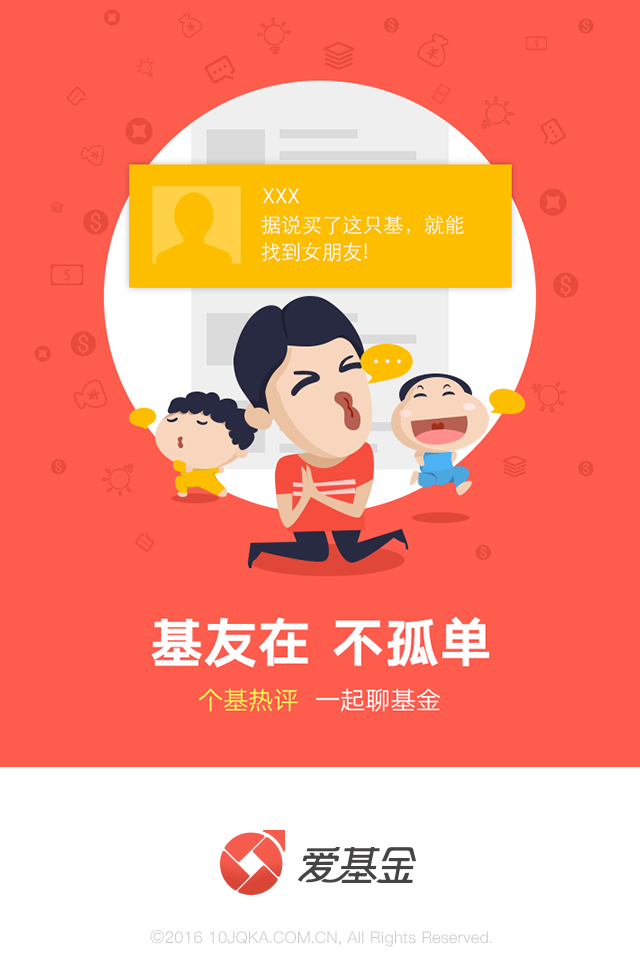 XXX
据说买了这只基，就能
找到女朋友!
基友在 不孤单
个基热评 一起聊基金
爱基金
©2016 10JQKA.COM.CN, All Rights Reserved.